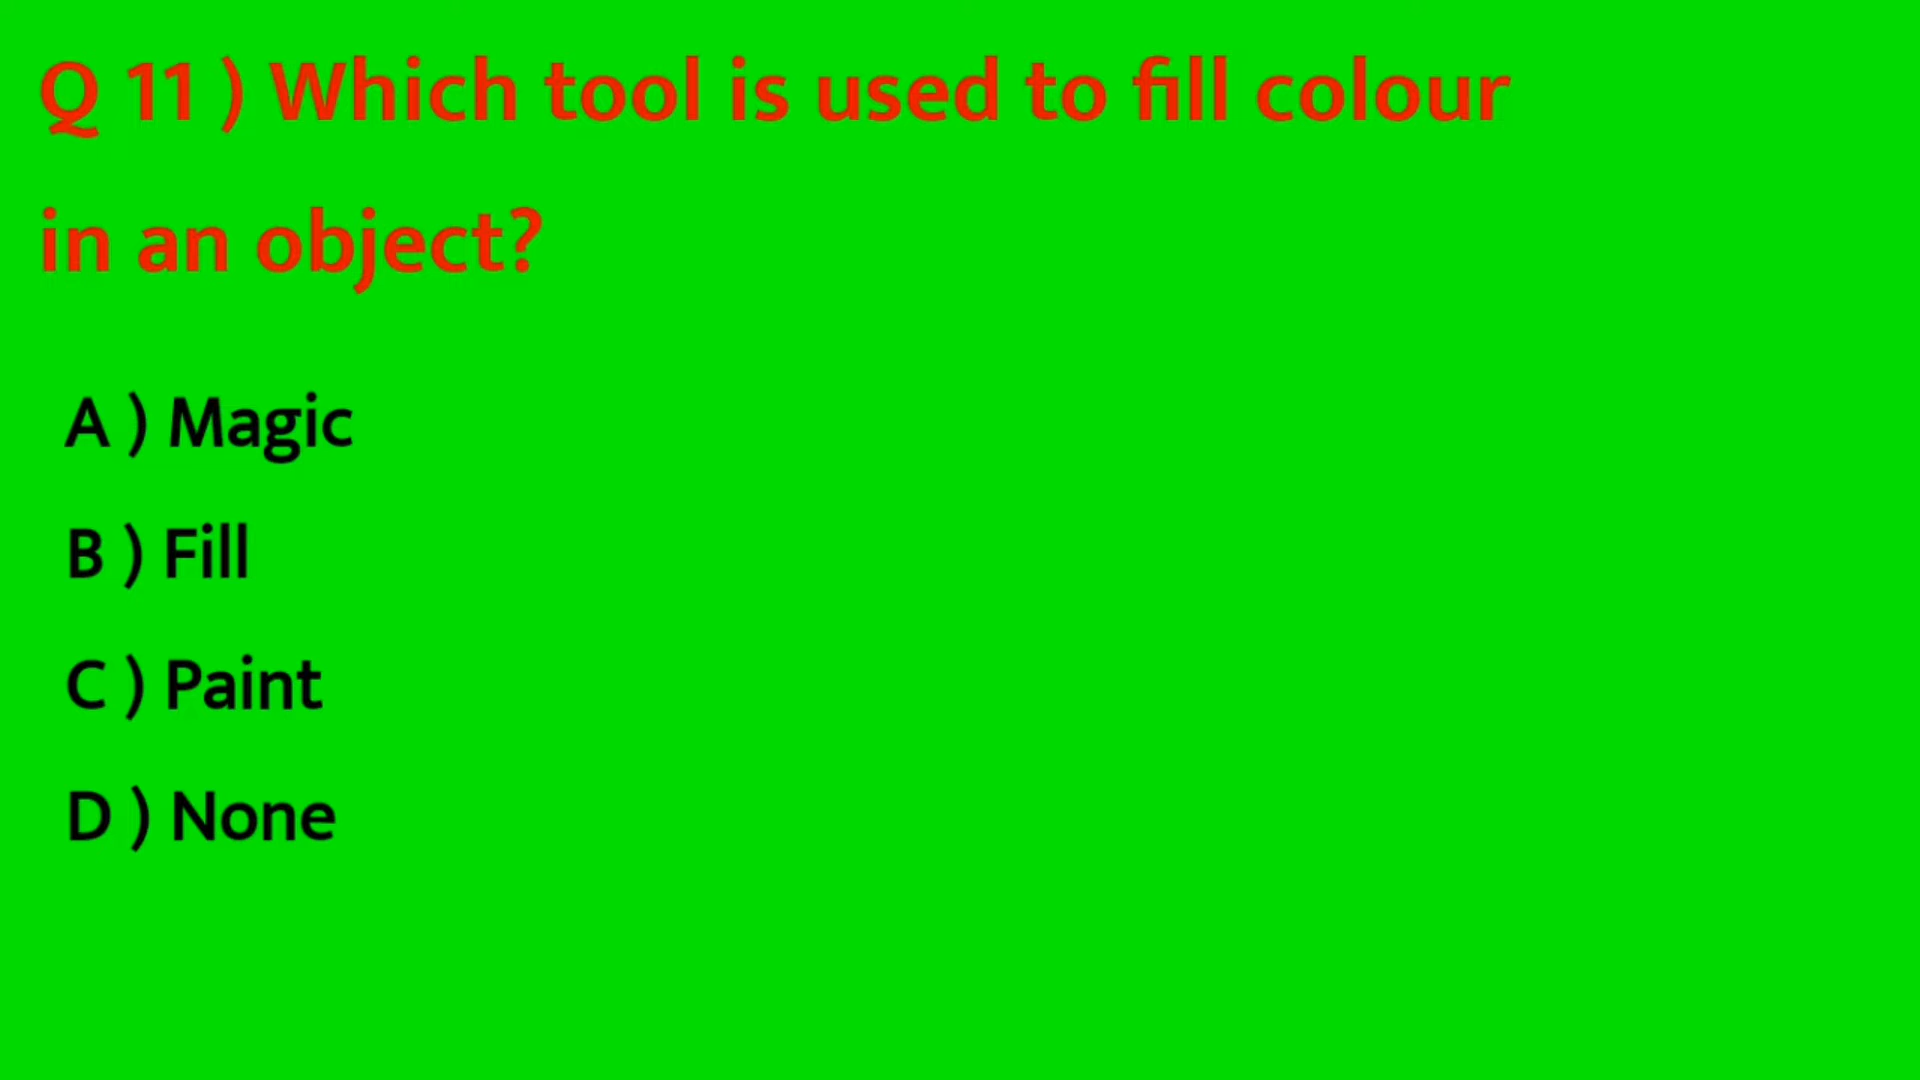 Q 11 ) Which tool is used to fill colour
in an object?
A ) Magic
B ) Fill
C ) Paint
D ) None